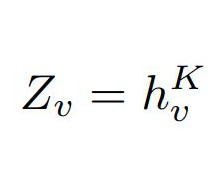 $Z_v = h_v^K$